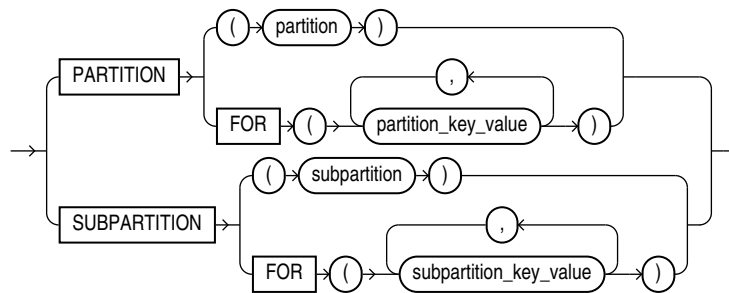 ( partition )
PARTITION
,
FOR ( partition_key_value )
( subpartition )
SUBPARTITION
,
FOR ( subpartition_key_value )